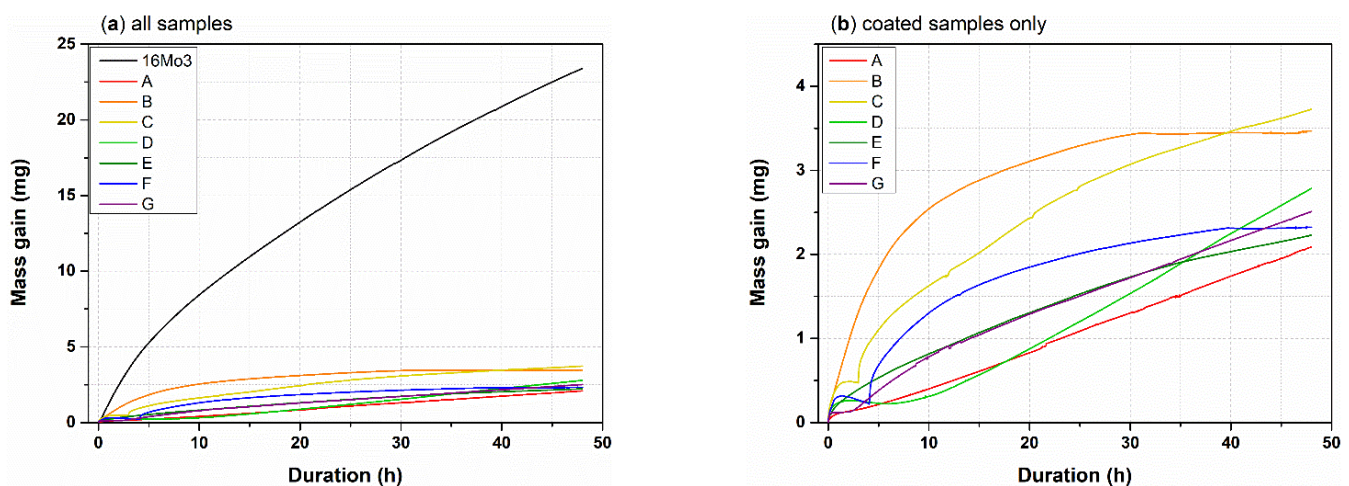 (a) all samples
25
20
15
10
5
0
Mass gain (mg)
16Mo3
A
B
C
D
E
F
G
0 10 20 30 40 50
Duration (h)
(b) coated samples only
4
3
2
1
0
Mass gain (mg)
A
B
C
D
E
F
G
0 10 20 30 40 50
Duration (h)